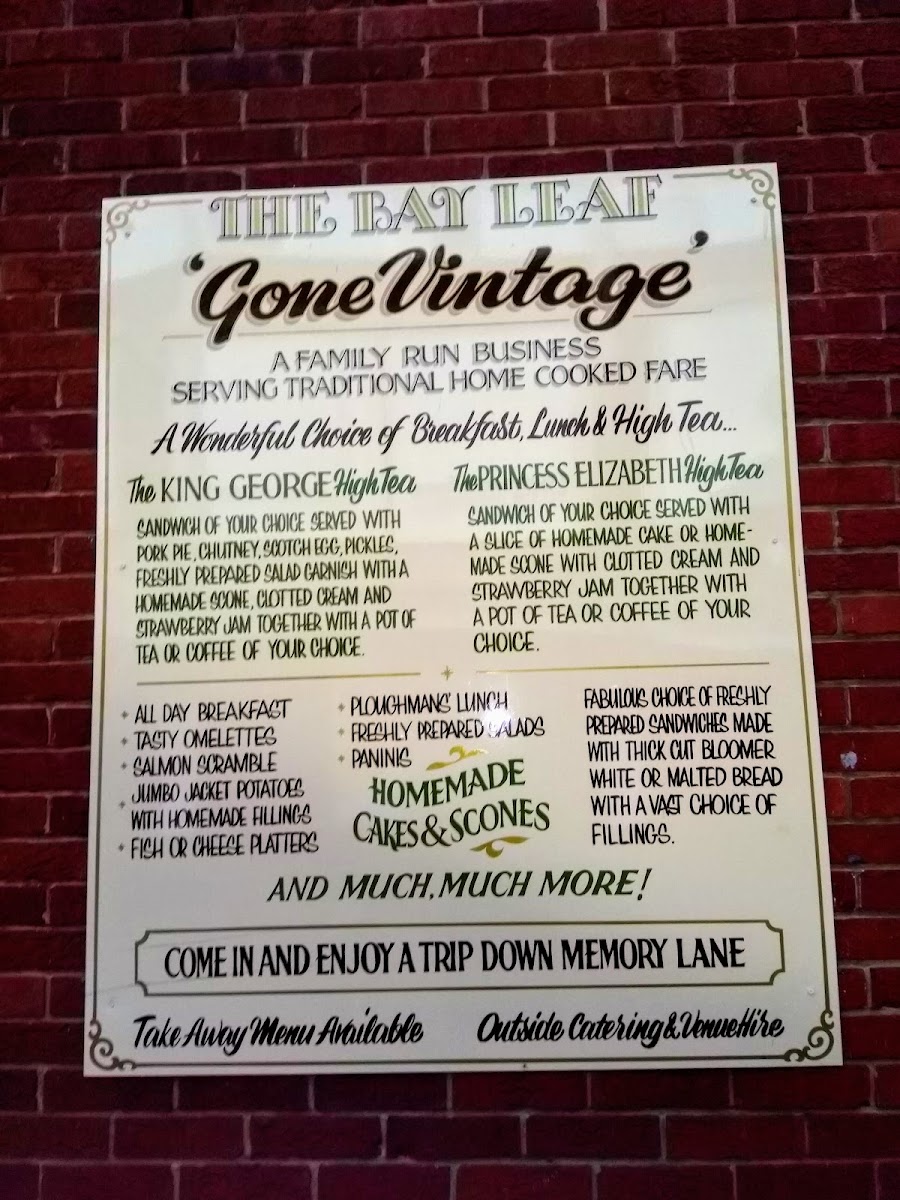 THE BAY LEAF
'Gone Vintage'
A FAMILY RUN BUSINESS
SERVING TRADITIONAL HOME COOKED FARE
A Wonderful Choice of Breakfast, Lunch & High Tea...
The KING GEORGE High Tea
SANDWICH OF YOUR CHOICE SERVED WITH
PORK PIE, CHUTNEY, SCOTCH EGG, PICKLES,
FRESHLY PREPARED SALAD GARNISH WITH A
HOMEMADE SCONE, CLOTTED CREAM AND
STRAWBERRY JAM TOGETHER WITH A POT OF
TEA OR COFFEE OF YOUR CHOICE.
The PRINCESS ELIZABETH High Tea
SANDWICH OF YOUR CHOICE SERVED WITH
A SLICE OF HOMEMADE CAKE OR HOME-
MADE SCONE WITH CLOTTED CREAM AND
STRAWBERRY JAM TOGETHER WITH
A POT OF TEA OR COFFEE OF YOUR
CHOICE.
ALL DAY BREAKFAST
TASTY OMELETTES
SALMON SCRAMBLE
JUMBO JACKET POTATOES
WITH HOMEMADE FILLINGS
FISH OR CHEESE PLATTERS
PLOUGHMANS' LUNCH
FRESHLY PREPARED SALADS
PANINIS
HOMEMADE
CAKES & SCONES
FABULOUS CHOICE OF FRESHLY
PREPARED SANDWICHES MADE
WITH THICK CUT BLOOMER
WHITE OR MALTED BREAD
WITH A VAST CHOICE OF
FILLINGS.
AND MUCH, MUCH MORE!
COME IN AND ENJOY A TRIP DOWN MEMORY LANE
Take Away Menu Available
Outside Catering & Venue Hire